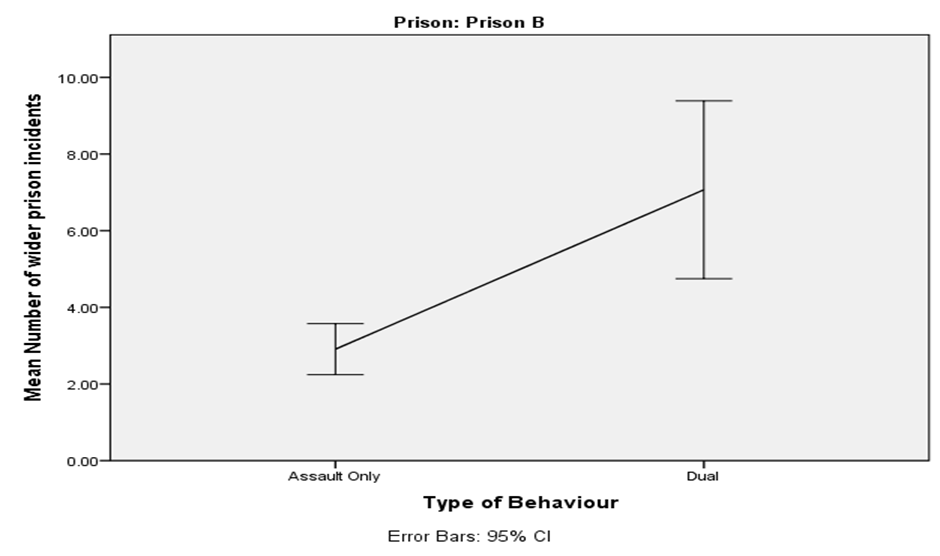 Prison: Prison B
Mean Number of wider prison incidents
10.00
8.00
6.00
4.00
2.00
0.00
Assault Only
Dual
Type of Behaviour
Error Bars: 95% CI